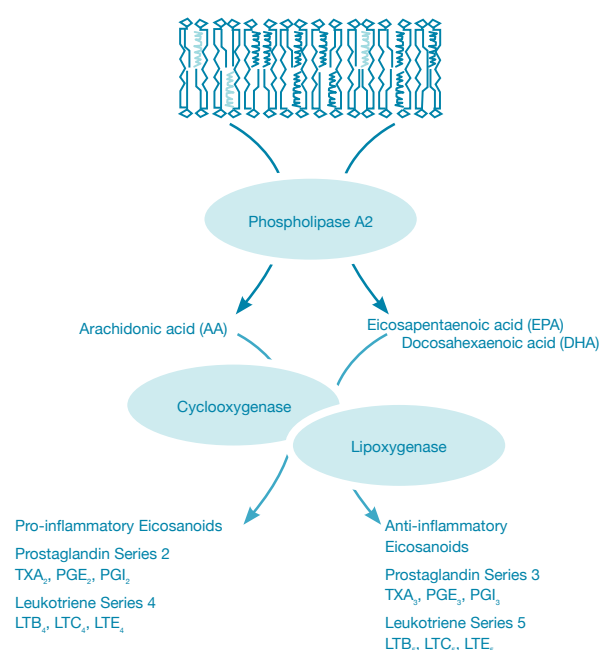 Phospholipase A2
Arachidonic acid (AA)
Eicosapentaenoic acid (EPA)
Docosahexaenoic acid (DHA)
Cyclooxygenase
Lipoxygenase
Pro-inflammatory Eicosanoids
Prostaglandin Series 2
TXA₂, PGE₂, PGI₂
Leukotriene Series 4
LTB₄, LTC₄, LTE₄
Anti-inflammatory
Eicosanoids
Prostaglandin Series 3
TXA₃, PGE₃, PGI₃
Leukotriene Series 5
LTB, LTC, LTE